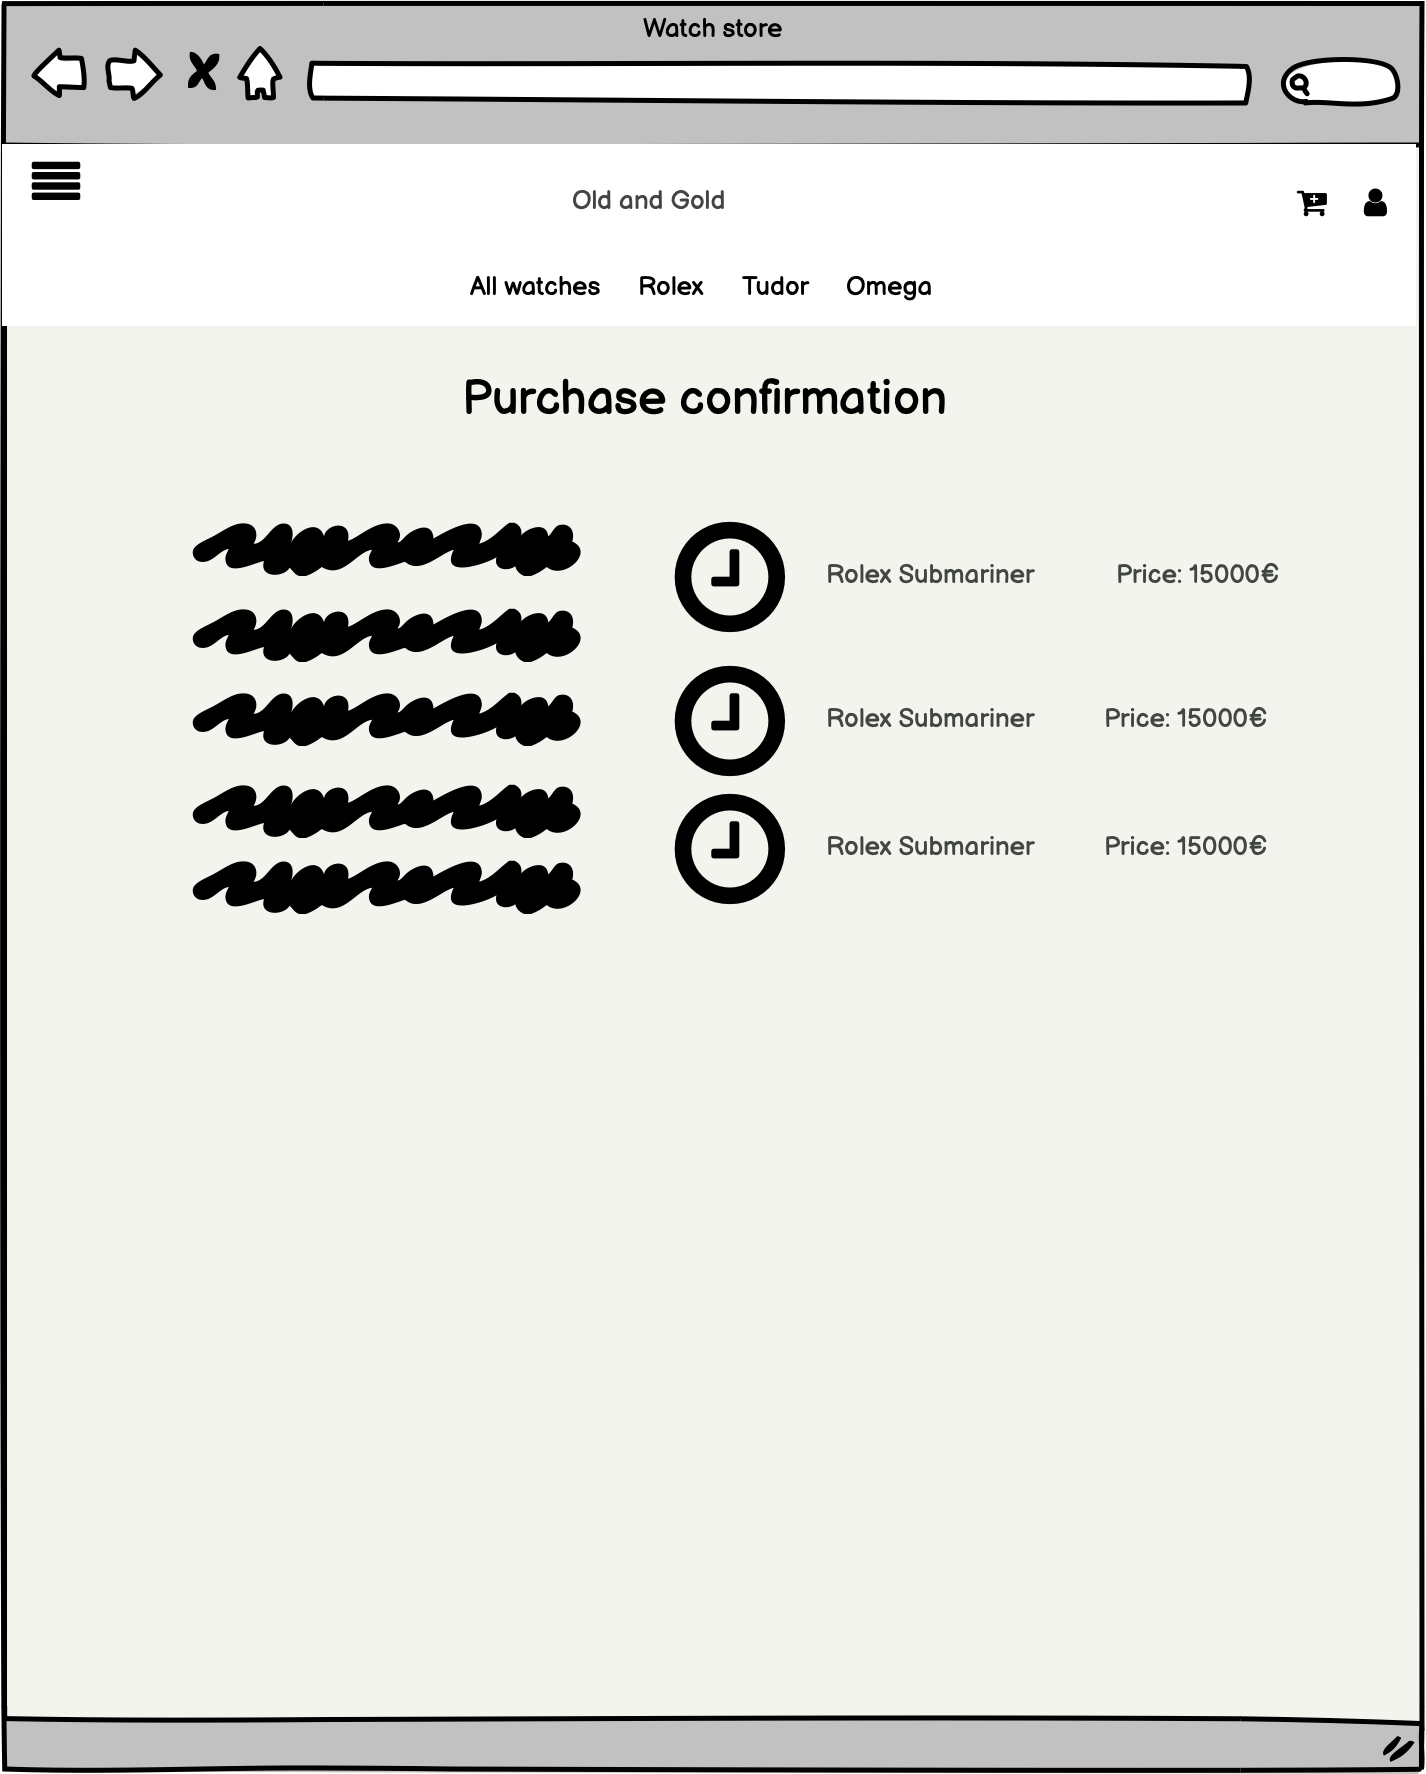 Watch store
Old and Gold
All watches Rolex Tudor Omega
Purchase confirmation
Rolex Submariner Price: 15000€
Rolex Submariner Price: 15000€
Rolex Submariner Price: 15000€